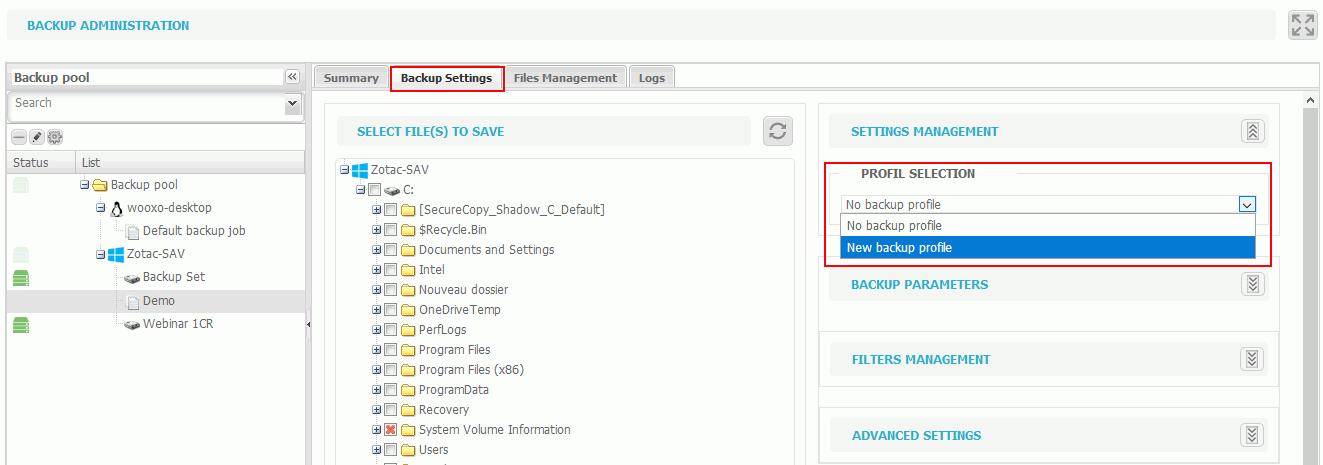 BACKUP ADMINISTRATION
Backup pool
Search
Status List
Backup pool
wooxo-desktop
Default backup job
Zotac-SAV
Backup Set
Demo
Webinar 1CR
Summary Backup Settings Files Management Logs
SELECT FILE(S) TO SAVE
Zotac-SAV
C:
[SecureCopy_Shadow_C_Default]
$Recycle.Bin
Documents and Settings
Intel
Nouveau dossier
OneDriveTemp
PerfLogs
Program Files
Program Files (x86)
ProgramData
Recovery
System Volume Information
Users
SETTINGS MANAGEMENT
PROFIL SELECTION
No backup profile
No backup profile
New backup profile
BACKUP PARAMETERS
FILTERS MANAGEMENT
ADVANCED SETTINGS